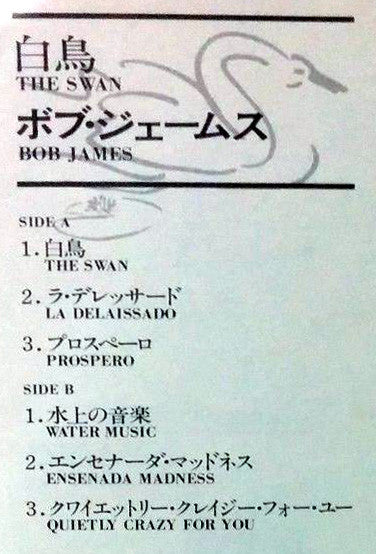 白鳥
THE SWAN
ボブ・ジェームス
BOB JAMES
SIDE A
1. 白鳥
THE SWAN
2. ラ・デレッサード
LA DELAISSADO
3. プロスペーロ
PROSPERO
SIDE B
1. 水上の音楽
WATER MUSIC
2. エンセナーダ・マッドネス
ENSENADA MADNESS
3. クワイエットリー・クレイジー・フォー・ユー
QUIETLY CRAZY FOR YOU